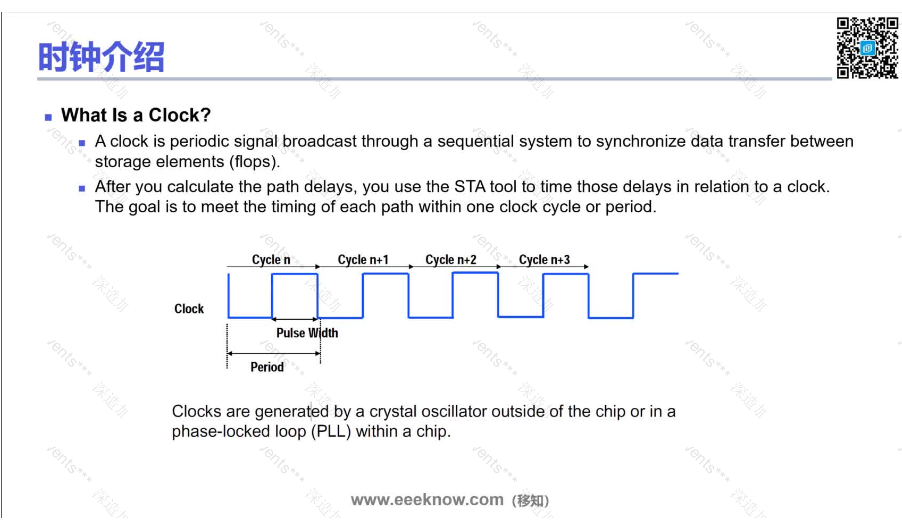 时钟介绍
What Is a Clock?
A clock is periodic signal broadcast through a sequential system to synchronize data transfer between
storage elements (flops).
After you calculate the path delays, you use the STA tool to time those delays in relation to a clock.
The goal is to meet the timing of each path within one clock cycle or period.
Cycle n Cycle n+1 Cycle n+2 Cycle n+3
Clock
Pulse Width
Period
Clocks are generated by a crystal oscillator outside of the chip or in a
phase-locked loop (PLL) within a chip.
www.eeeknow.com (移知)